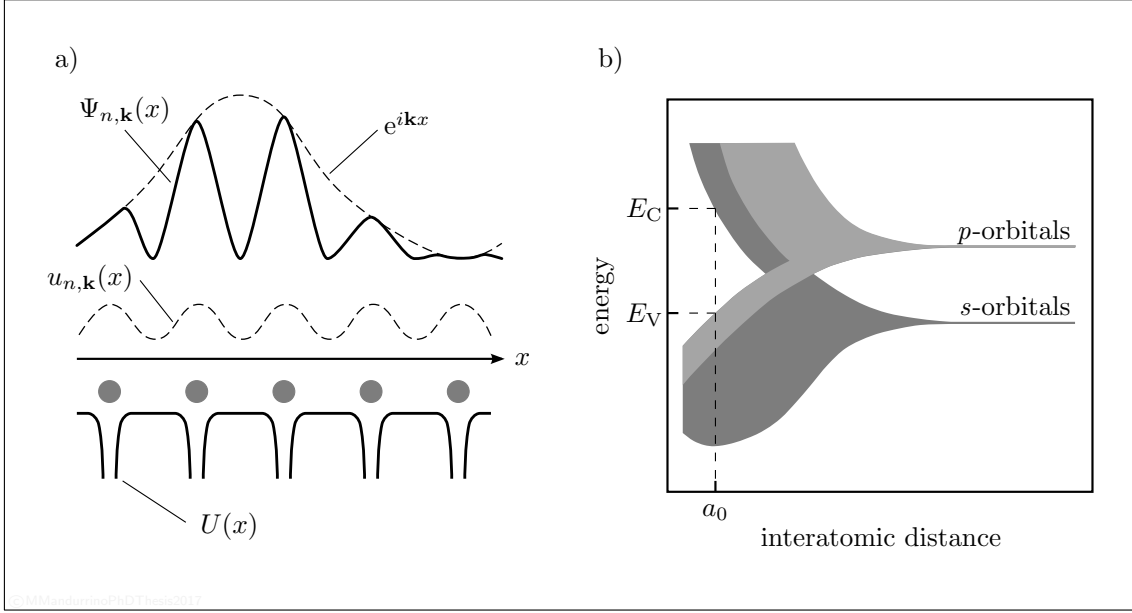 a)
Ψn,k(x)
e^ikx
un,k(x)
x
U(x)
b)
energy
EC
EV
p-orbitals
s-orbitals
a0
interatomic distance
©MMandurrinoPhDThesis2017